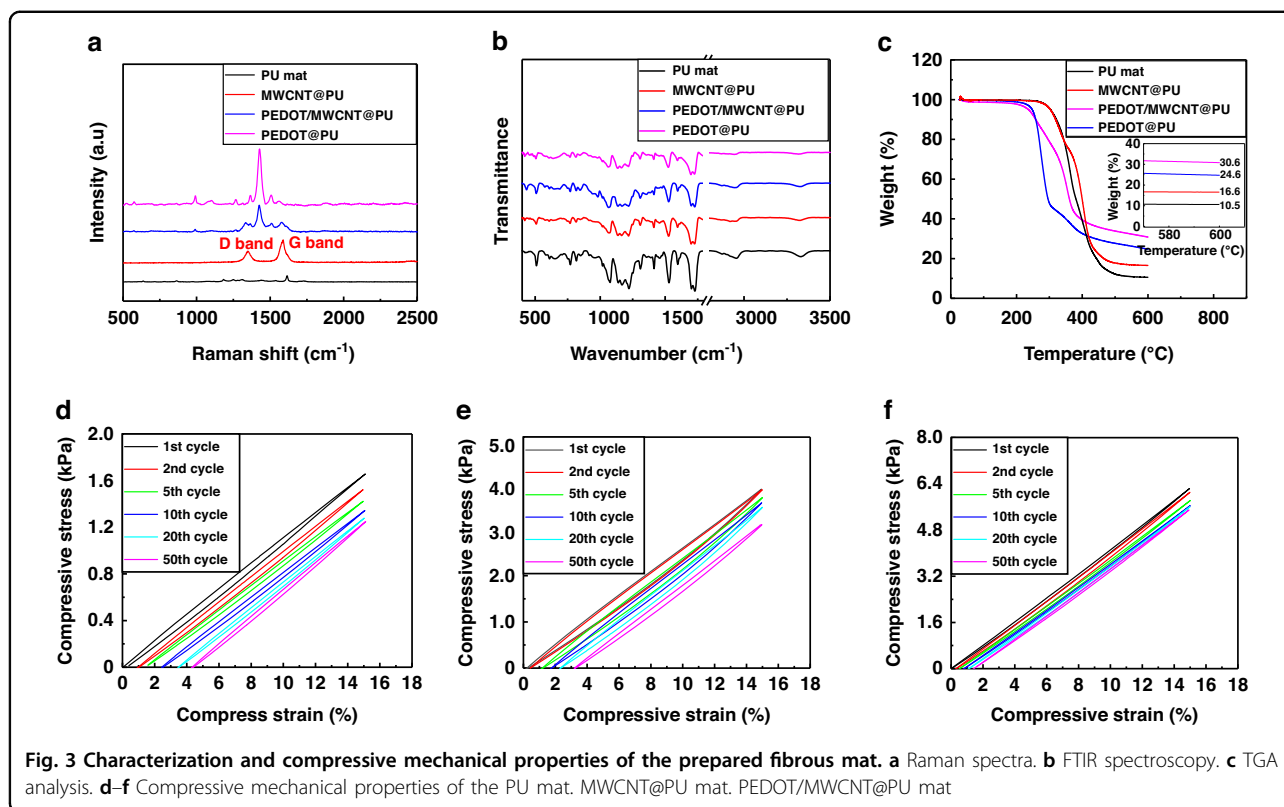 a
PU mat
MWCNT@PU
PEDOT/MWCNT@PU
PEDOT@PU
D band
G band
Intensity (a.u)
500 1000 1500 2000 2500
Raman shift (cm-1)
b
PU mat
MWCNT@PU
PEDOT/MWCNT@PU
PEDOT@PU
Transmittance
500 1000 1500 3000 3500
Wavenumber (cm-1)
c
PU mat
MWCNT@PU
PEDOT/MWCNT@PU
PEDOT@PU
Weight (%)
120
100
80
60
40
20
0
0 200 400 600 800
Temperature (°C)
Weight (%)
40
30
20
10
0
30.6
24.6
16.6
10.5
580 600
Temperature (°C)
d
1st cycle
2nd cycle
5th cycle
10th cycle
20th cycle
50th cycle
Compressive stress (kPa)
2.0
1.6
1.2
0.8
0.4
0
0 2 4 6 8 10 12 14 16 18
Compress strain (%)
e
1st cycle
2nd cycle
5th cycle
10th cycle
20th cycle
50th cycle
Compressive stress (kPa)
5.0
4.0
3.0
2.0
1.0
0.0
0 2 4 6 8 10 12 14 16 18
Compressive strain (%)
f
1st cycle
2nd cycle
5th cycle
10th cycle
20th cycle
50th cycle
Compressive stress (kPa)
8.0
6.4
4.8
3.2
1.6
0
0 2 4 6 8 10 12 14 16 18
Compressive strain (%)
Fig. 3 Characterization and compressive mechanical properties of the prepared fibrous mat. a Raman spectra. b FTIR spectroscopy. c TGA
analysis. d–f Compressive mechanical properties of the PU mat. MWCNT@PU mat. PEDOT/MWCNT@PU mat